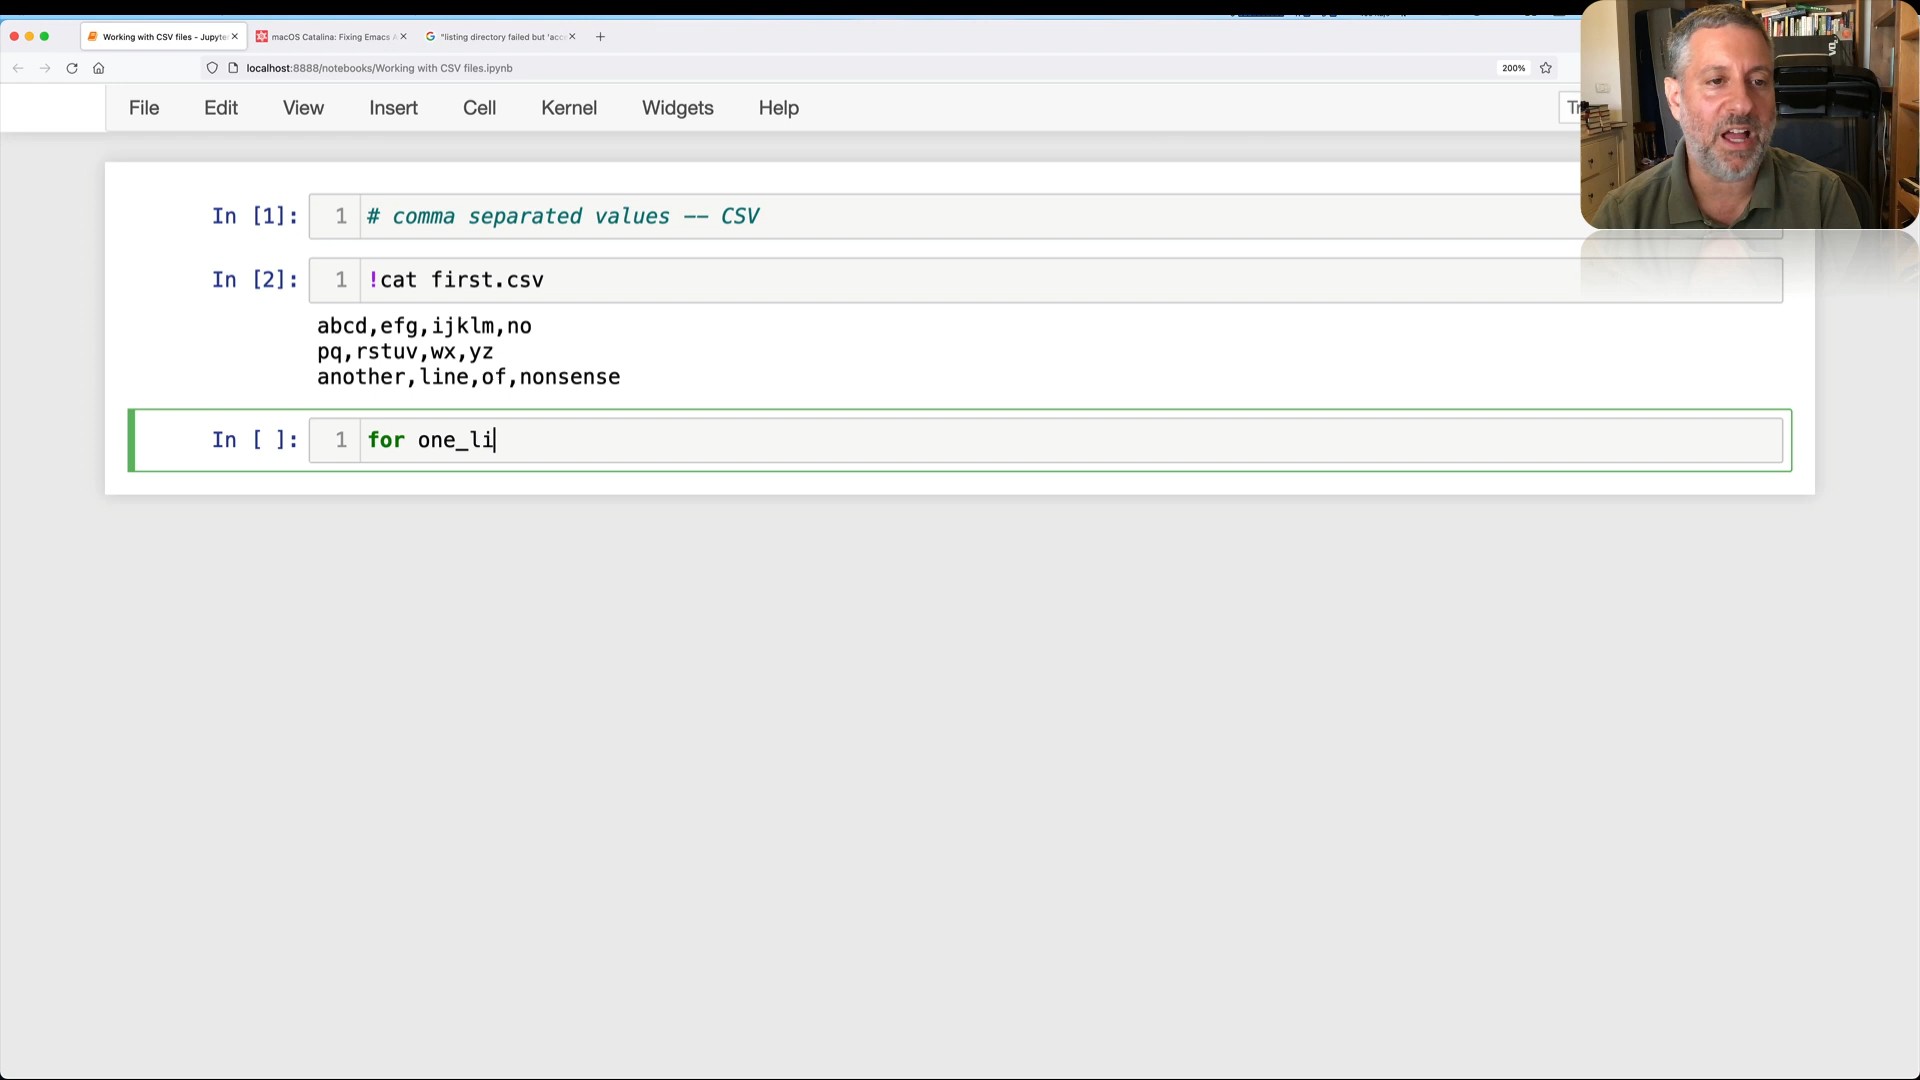 Working with CSV files - Jupyte
macOS Catalina: Fixing Emacs
"listing directory failed but 'acc
localhost:8888/notebooks/Working with CSV files.ipynb
200%
File Edit View Insert Cell Kernel Widgets Help
In [1]: 1 # comma separated values -- CSV
In [2]: 1 !cat first.csv
abcd,efg,ijklm,no
pq,rstuv,wx,yz
another,line,of,nonsense
In [ ]: 1 for one_li